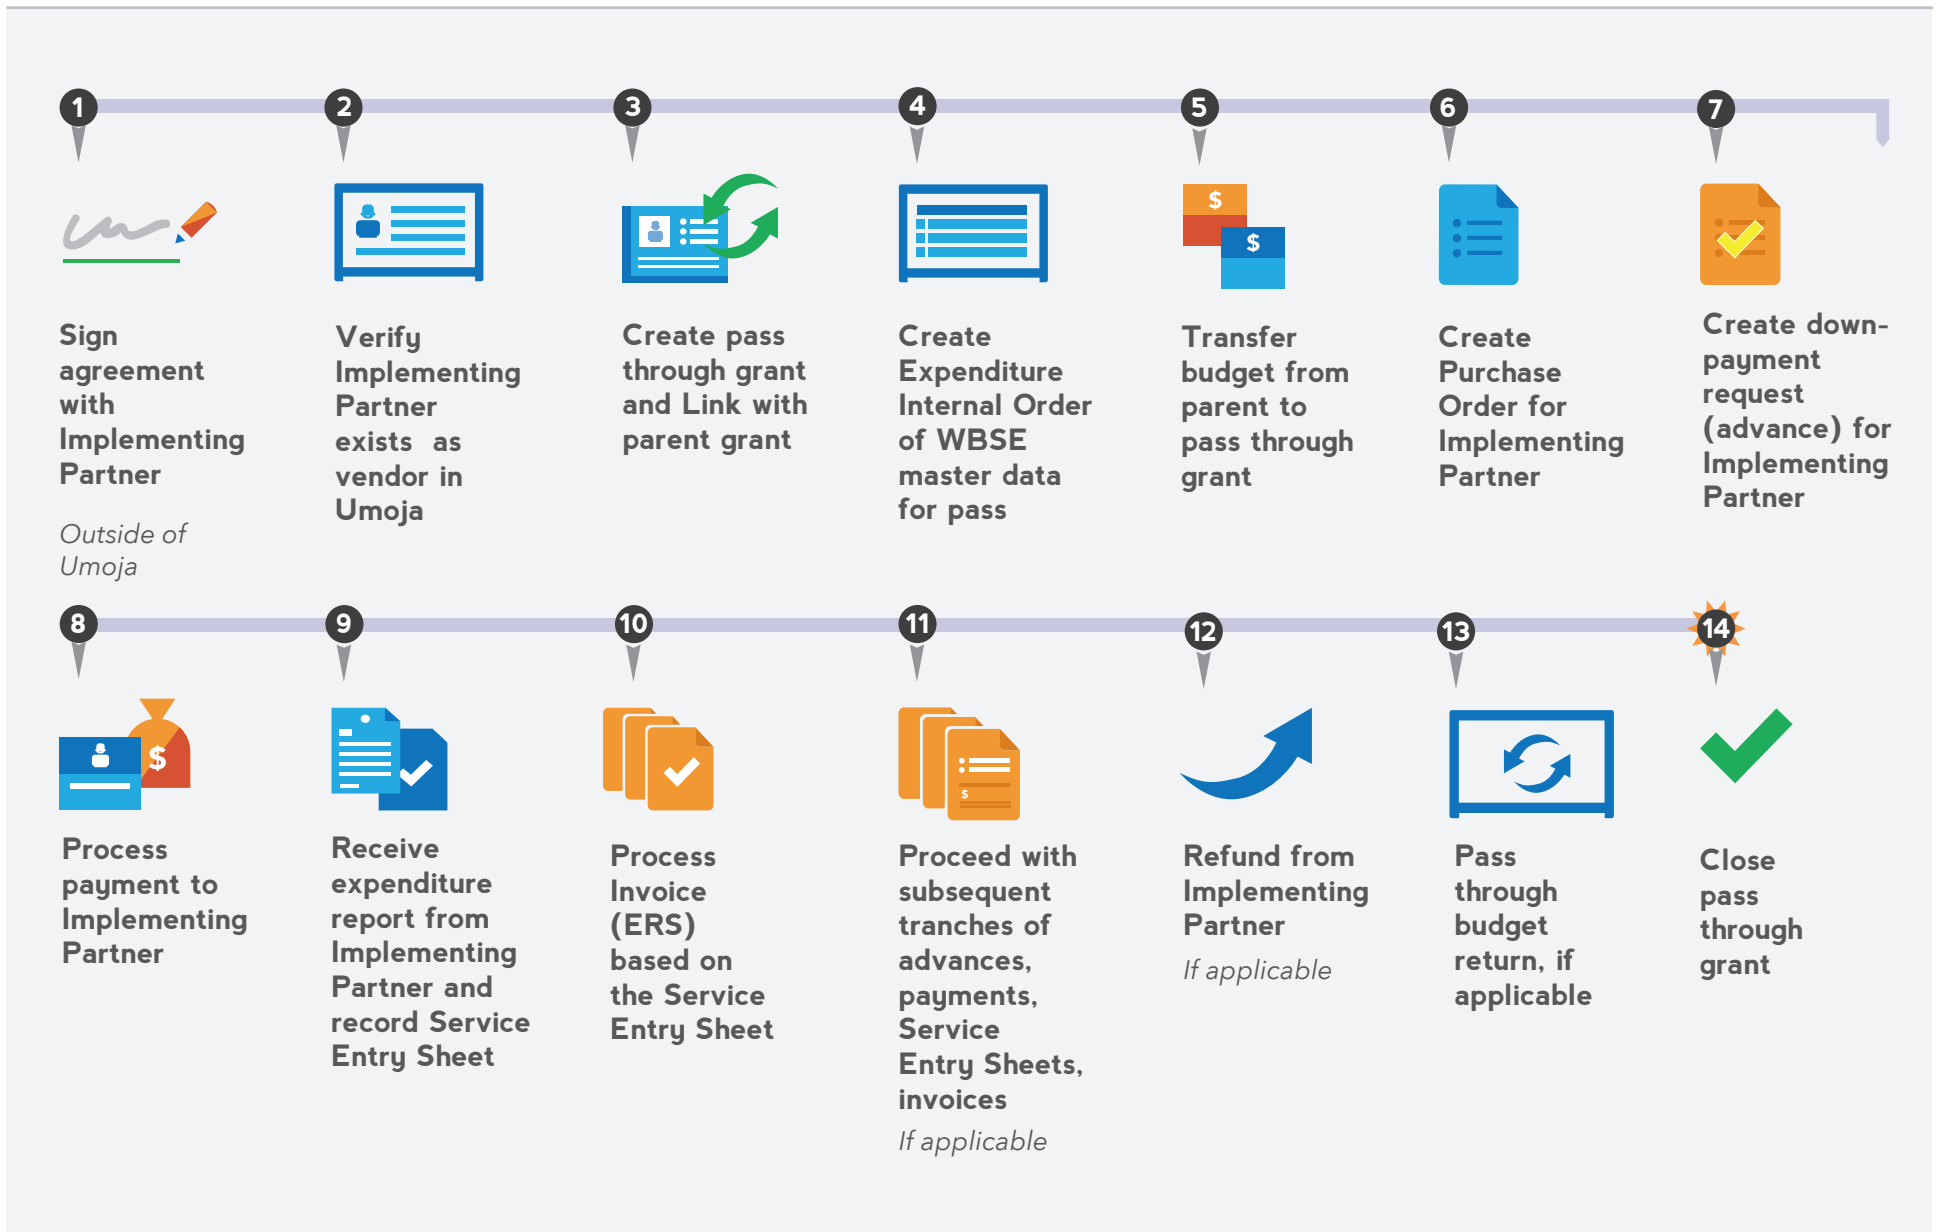 1
Sign
agreement
with
Implementing
Partner
Outside of
Umoja
2
Verify
Implementing
Partner
exists as
vendor in
Umoja
3
Create pass
through grant
and Link with
parent grant
4
Create
Expenditure
Internal Order
of WBSE
master data
for pass
5
$
$
Transfer
budget from
parent to
pass through
grant
6
Create
Purchase
Order for
Implementing
Partner
7
Create down-
payment
request
(advance) for
Implementing
Partner
8
$
Process
payment to
Implementing
Partner
9
Receive
expenditure
report from
Implementing
Partner and
record Service
Entry Sheet
10
Process
Invoice
(ERS)
based on
the Service
Entry Sheet
11
$
Proceed with
subsequent
tranches of
advances,
payments,
Service
Entry Sheets,
invoices
If applicable
12
Refund from
Implementing
Partner
If applicable
13
Pass
through
budget
return, if
applicable
14
Close
pass
through
grant